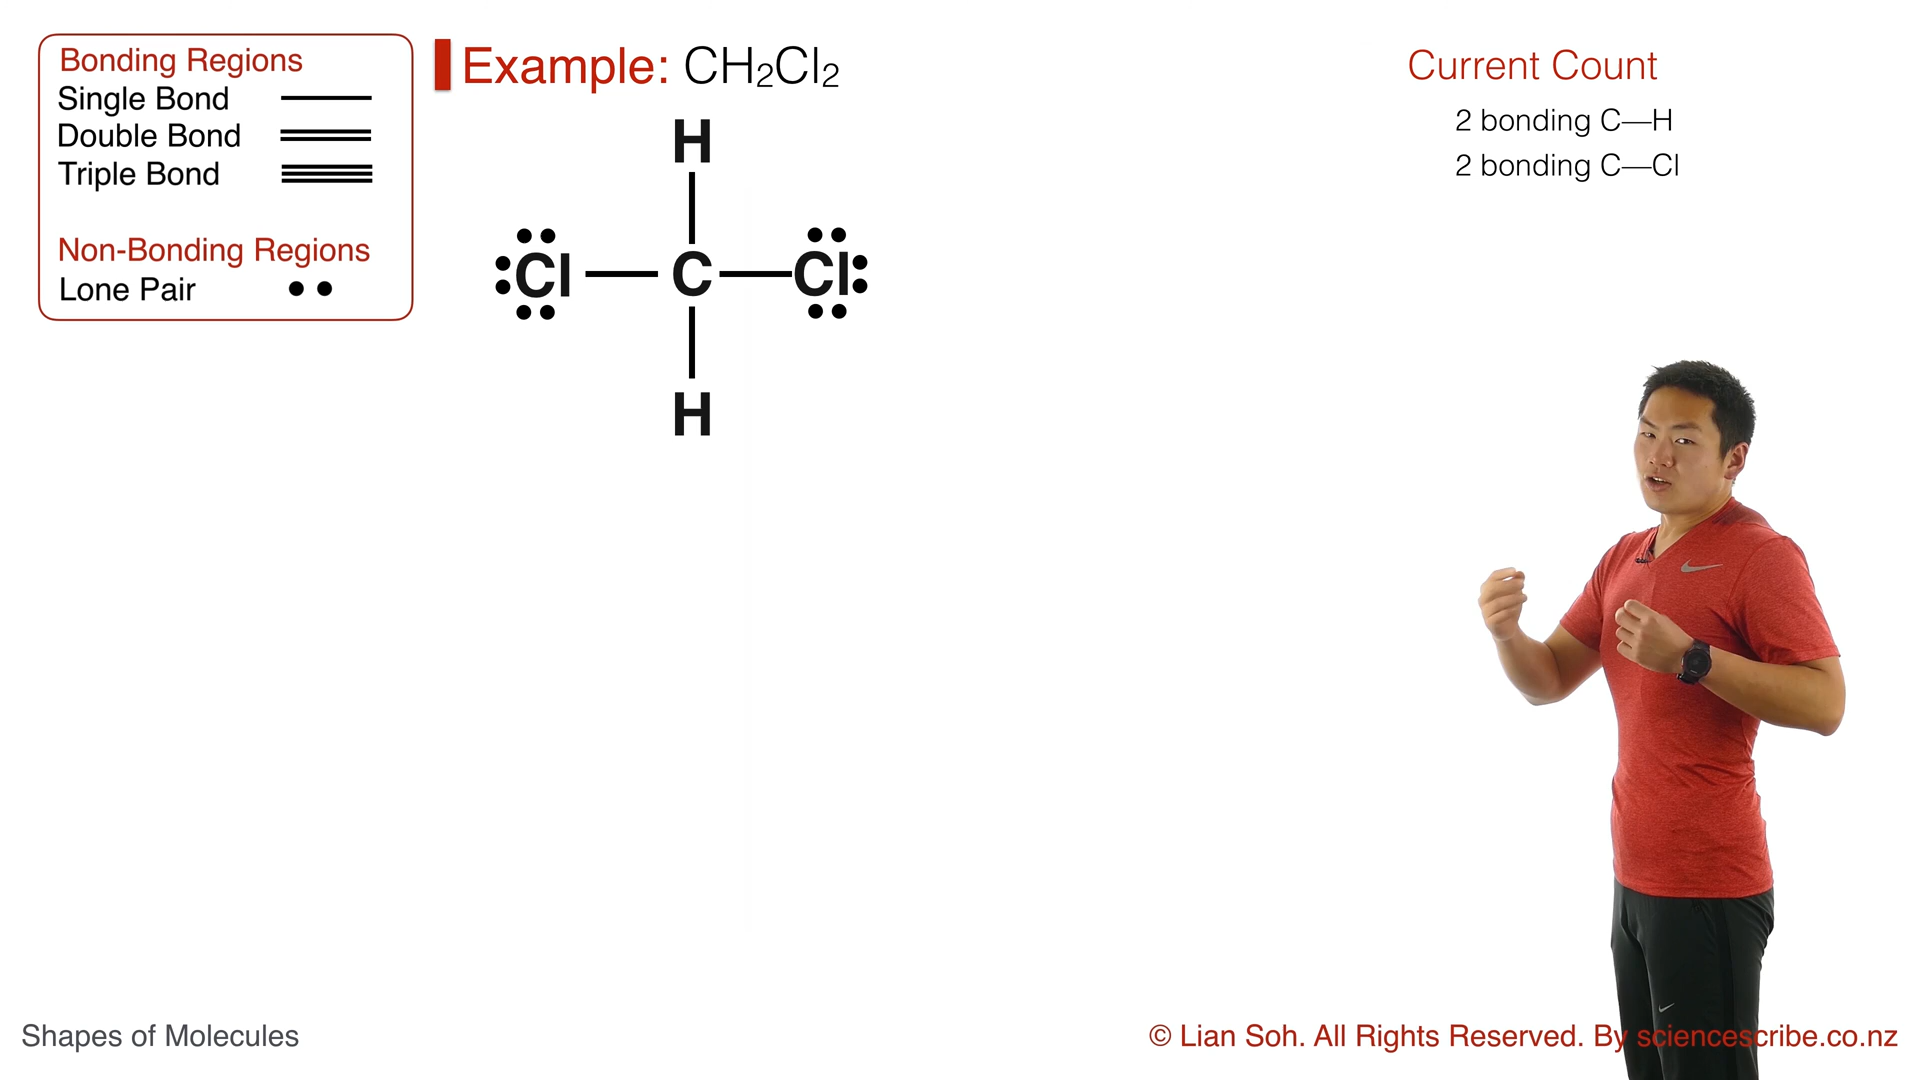 Bonding Regions
Single Bond
Double Bond
Triple Bond
Non-Bonding Regions
Lone Pair
Example: CH₂Cl₂
H
Cl C Cl
H
Current Count
2 bonding C—H
2 bonding C—Cl
Shapes of Molecules
© Lian Soh. All Rights Reserved. By sciencescribe.co.nz